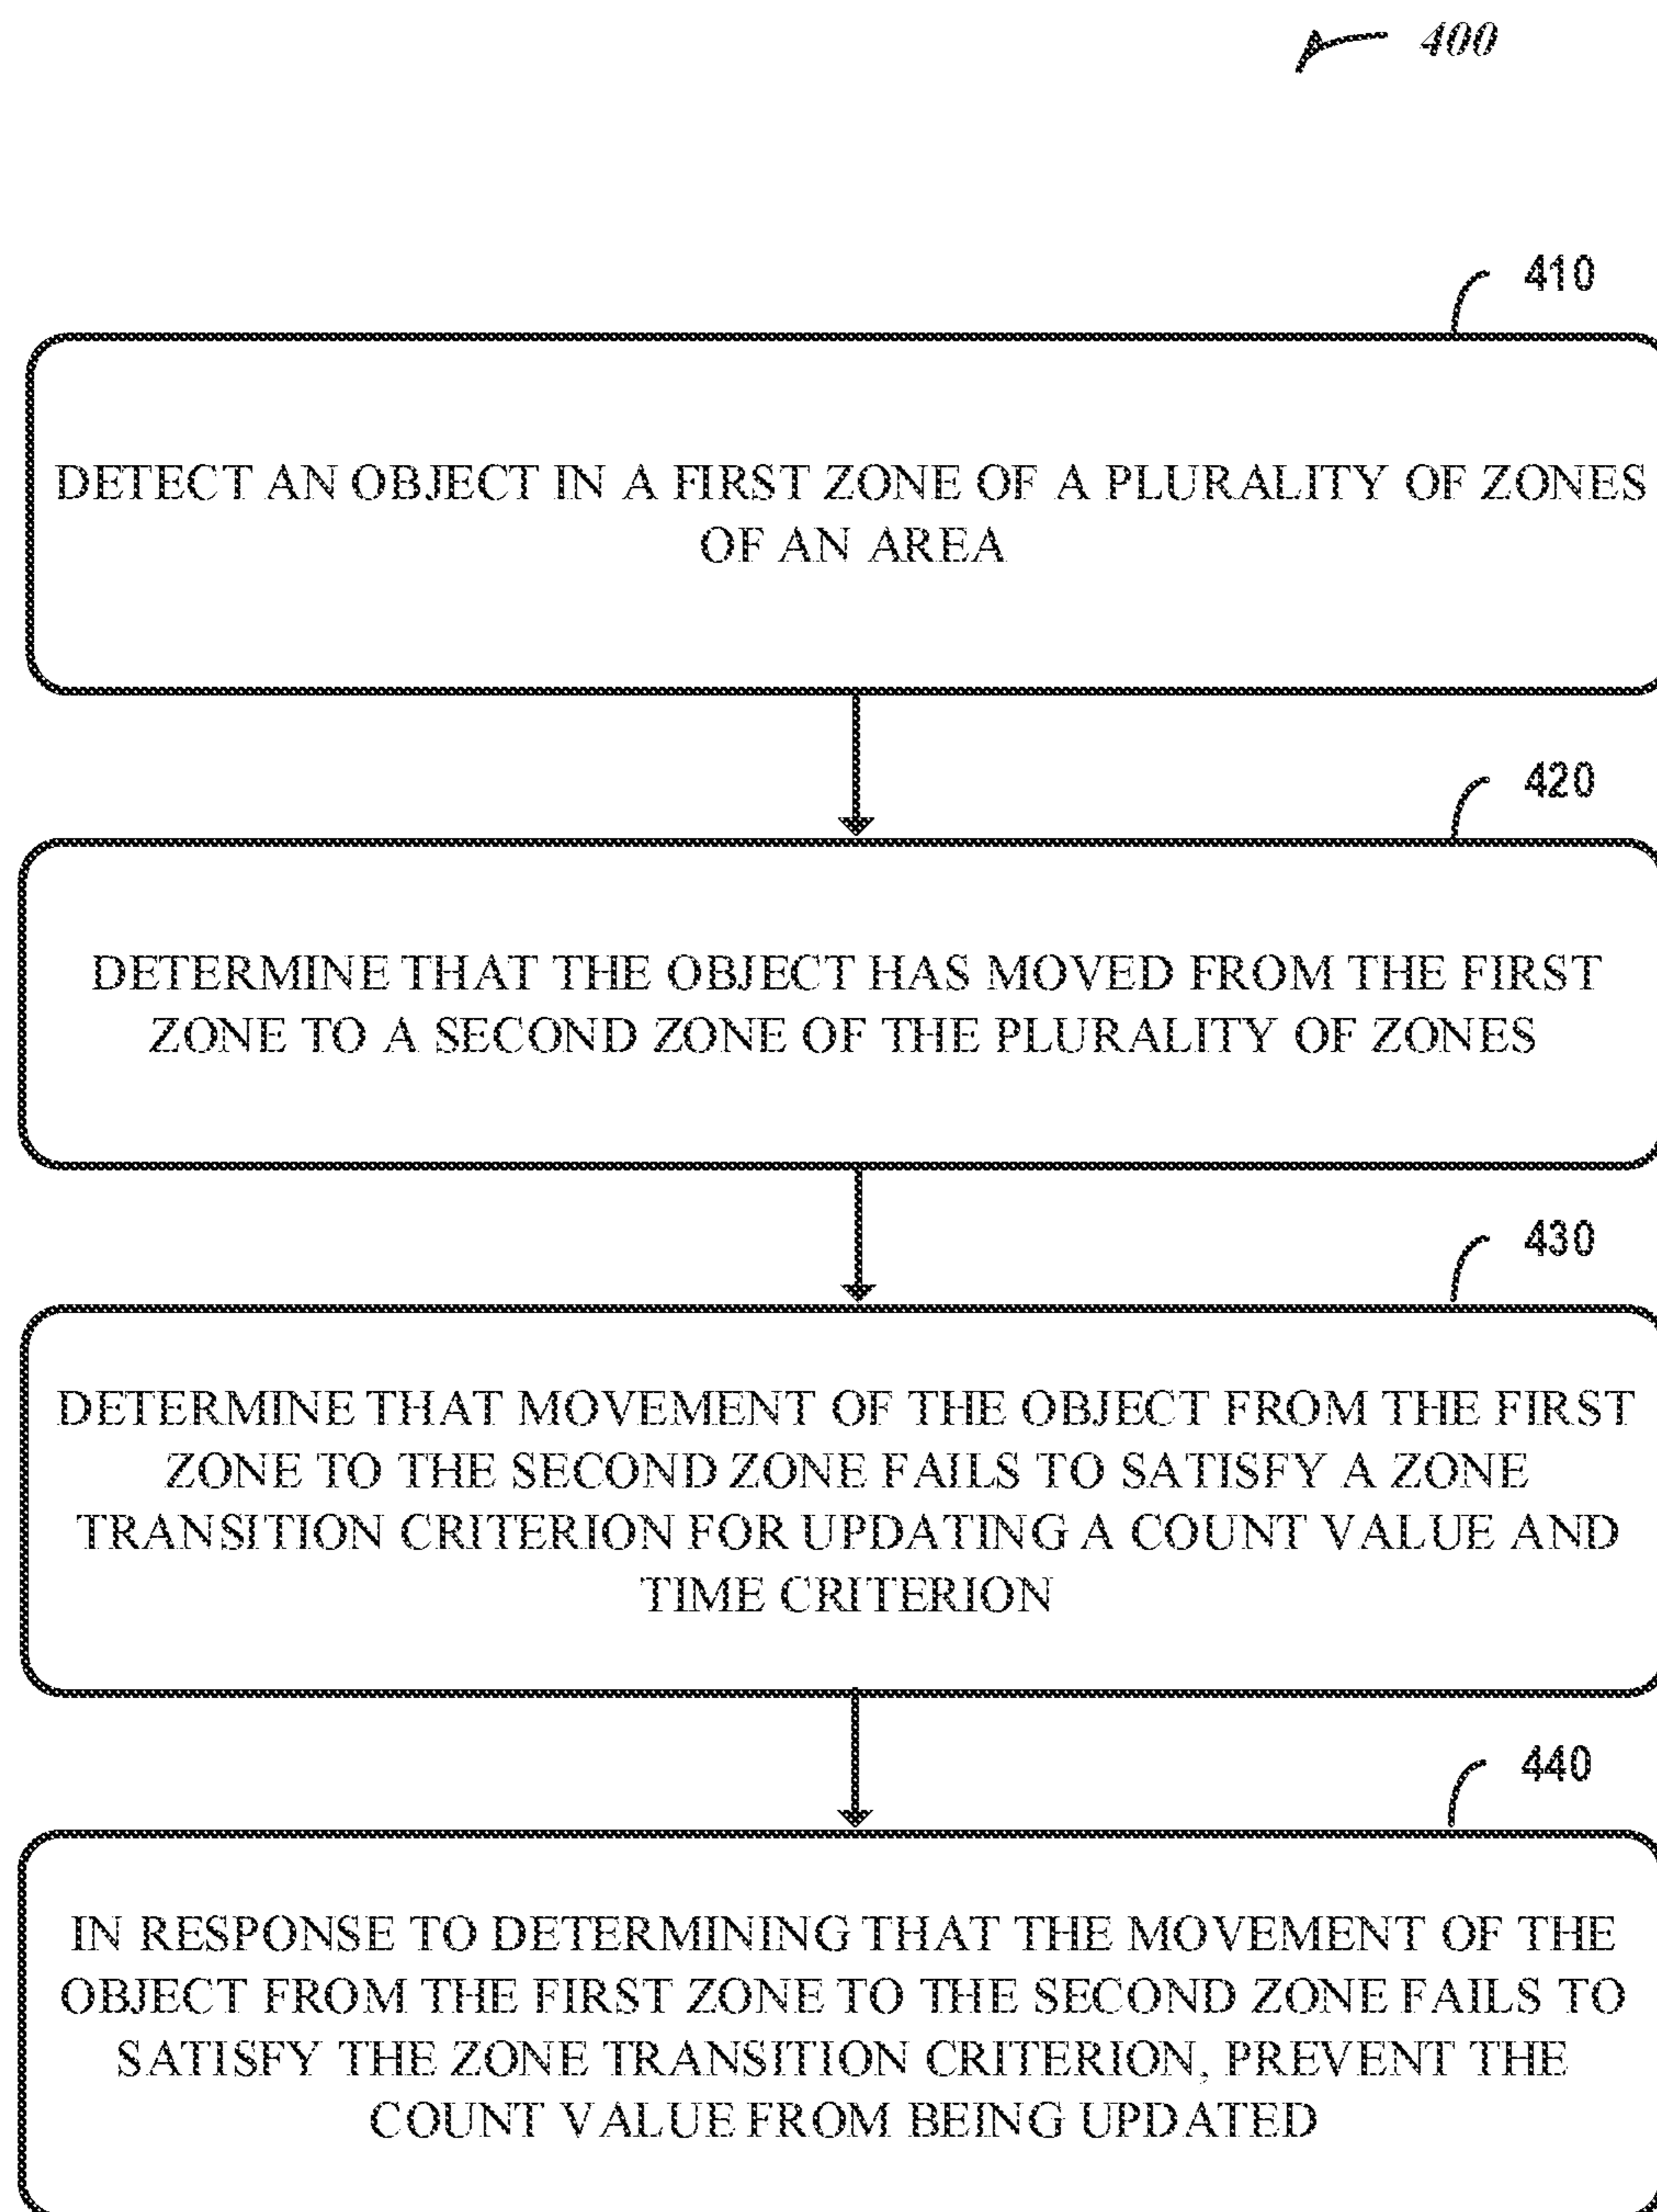 400
410
DETECT AN OBJECT IN A FIRST ZONE OF A PLURALITY OF ZONES
OF AN AREA
420
DETERMINE THAT THE OBJECT HAS MOVED FROM THE FIRST
ZONE TO A SECOND ZONE OF THE PLURALITY OF ZONES
430
DETERMINE THAT MOVEMENT OF THE OBJECT FROM THE FIRST
ZONE TO THE SECOND ZONE FAILS TO SATISFY A ZONE
TRANSITION CRITERION FOR UPDATING A COUNT VALUE AND
TIME CRITERION
440
IN RESPONSE TO DETERMINING THAT THE MOVEMENT OF THE
OBJECT FROM THE FIRST ZONE TO THE SECOND ZONE FAILS TO
SATISFY THE ZONE TRANSITION CRITERION, PREVENT THE
COUNT VALUE FROM BEING UPDATED